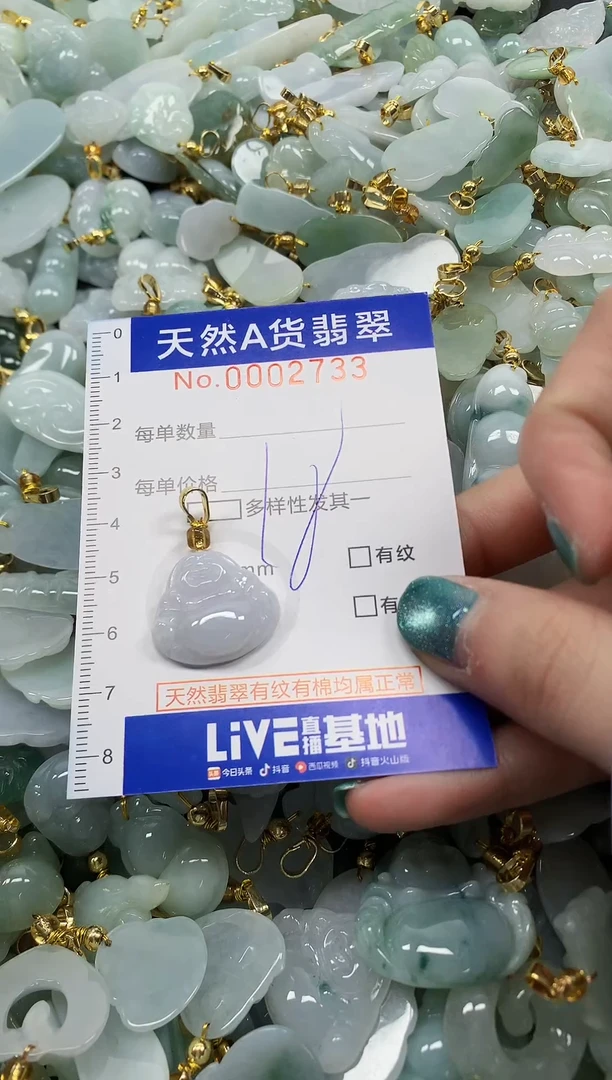 天然A货翡翠
No.0002733
每单数量
每单价格
多样性发其一
mm
有纹
有
天然翡翠有纹有棉均属正常
LiVE直播基地
头条 今日头条 抖音 西瓜视频 抖音火山版
0
1
2
3
4
5
6
7
8